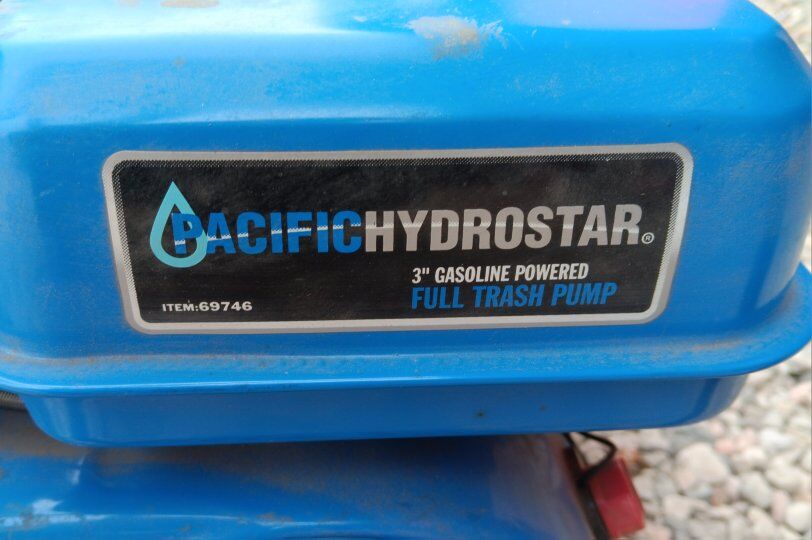 PACIFICHYDROSTAR®
3" GASOLINE POWERED
FULL TRASH PUMP
ITEM:69746